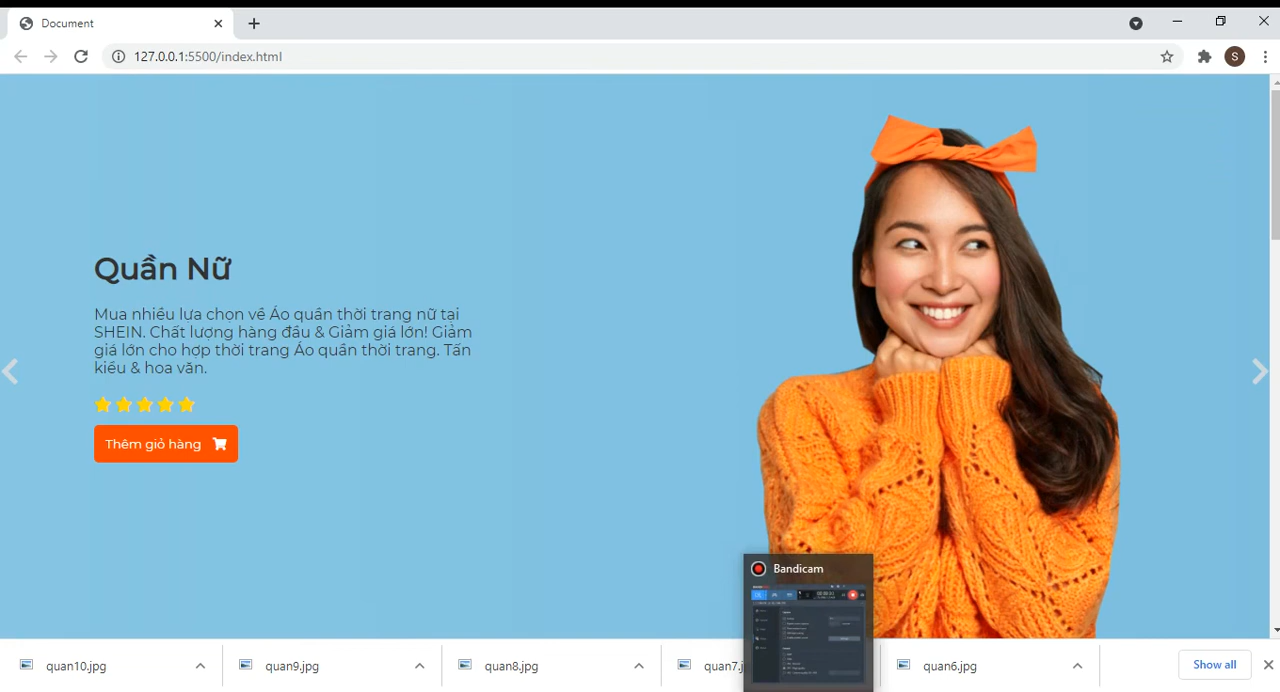 Document
127.0.0.1:5500/index.html
S
Quần Nữ
Mua nhiều lựa chọn về Áo quần thời trang nữ tại
SHEIN. Chất lượng hàng đầu & Giảm giá lớn! Giảm
giá lớn cho hợp thời trang Áo quần thời trang. Tấn
kiểu & hoa văn.
Thêm giỏ hàng
Bandicam
quan10.jpg
quan9.jpg
quan8.jpg
quan7.j
quan6.jpg
Show all